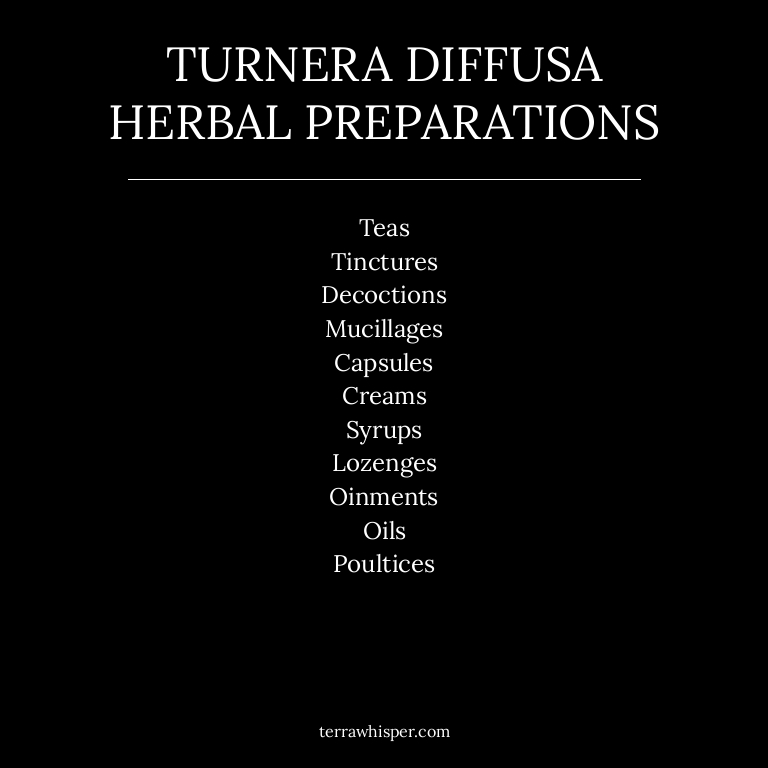 TURNERA DIFFUSA
HERBAL PREPARATIONS
Teas
Tinctures
Decoctions
Mucillages
Capsules
Creams
Syrups
Lozenges
Oinments
Oils
Poultices
terrawhisper.com